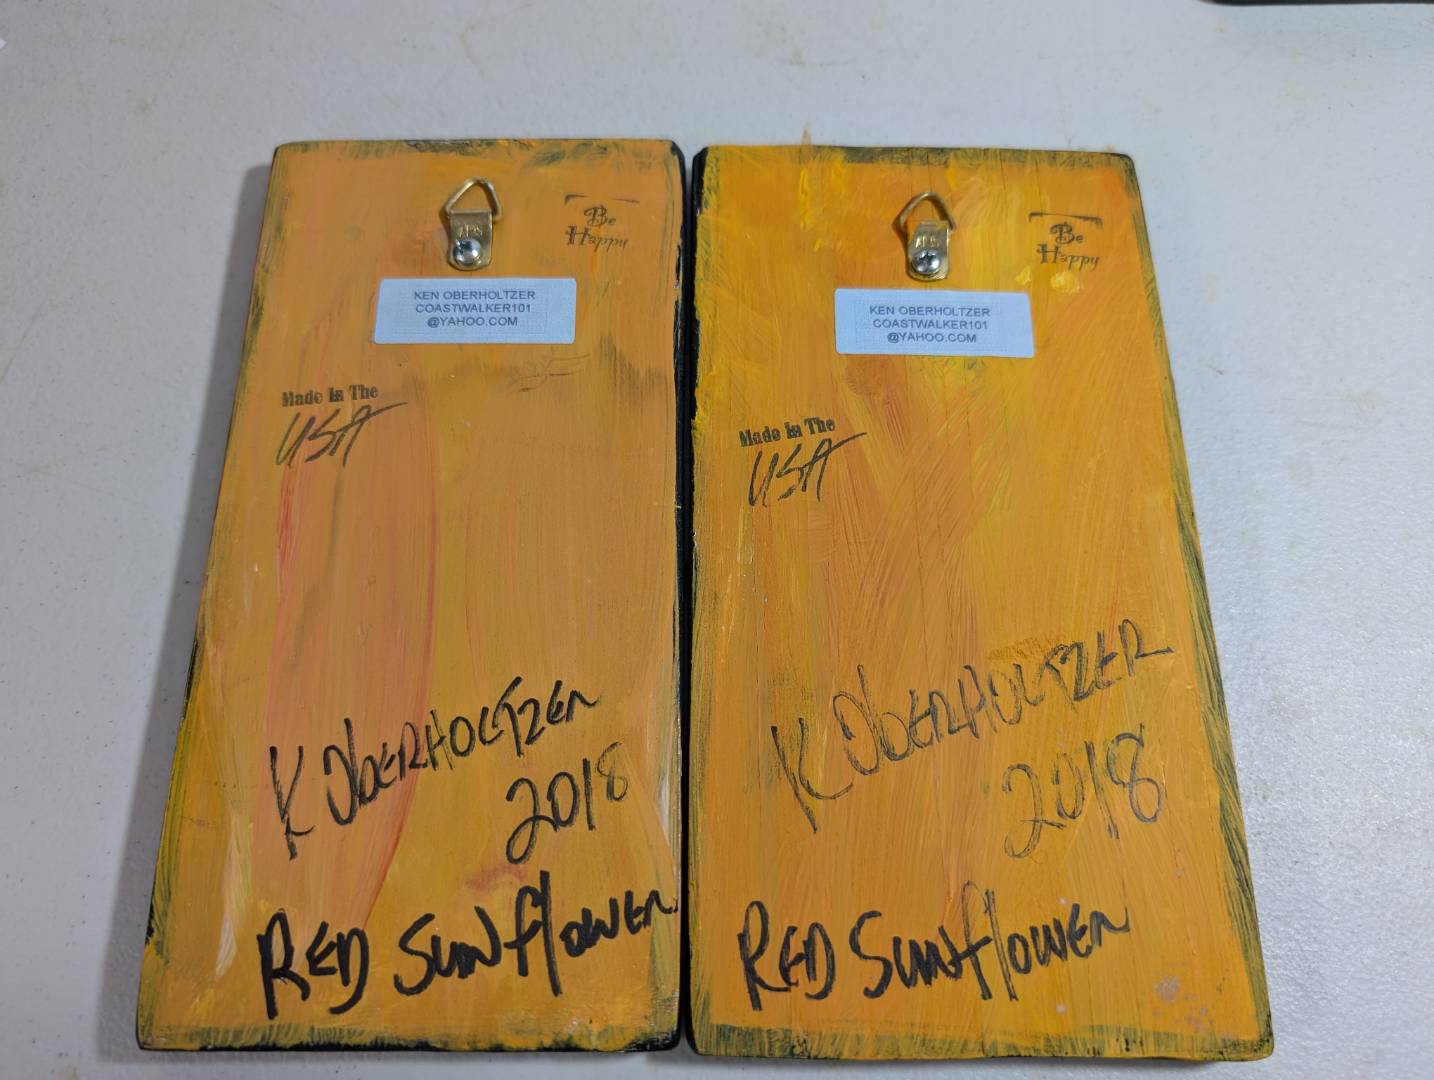 Be
Happy
KEN OBERHOLTZER
COASTWALKER101
@YAHOO.COM
Made In The
USA
K OBERHOLTZER
2018
RED SUNflOWER
Be
Happy
KEN OBERHOLTZER
COASTWALKER101
@YAHOO.COM
Made In The
USA
K OBERHOLTZER
2018
RED SUNflOWER